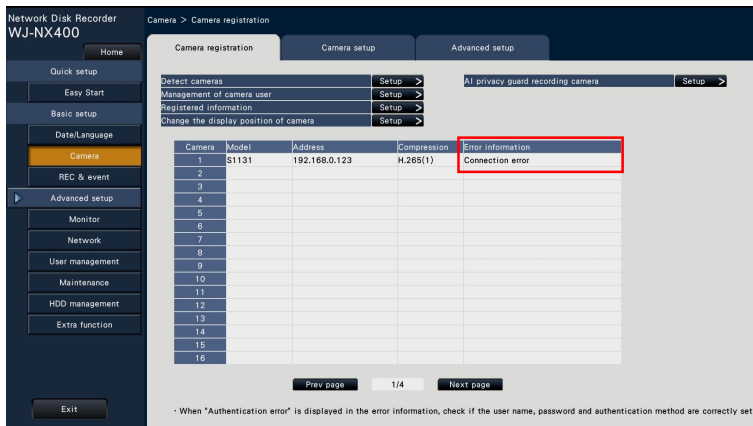 Network Disk Recorder
WJ-NX400
Home
Quick setup
Easy Start
Basic setup
Date/Language
Camera
REC & event
Advanced setup
Monitor
Network
User management
Maintenance
HDD management
Extra function
Exit
Camera > Camera registration
Camera registration Camera setup Advanced setup
Detect cameras Setup > AI privacy guard recording camera Setup >
Management of camera user Setup >
Registered information Setup >
Change the display position of camera Setup >
Camera Model Address Compression Error information
1 S1131 192.168.0.123 H.265(1) Connection error
2
3
4
5
6
7
8
9
10
11
12
13
14
15
16
Prev page 1/4 Next page
・When "Authentication error" is displayed in the error information, check if the user name, password and authentication method are correctly set